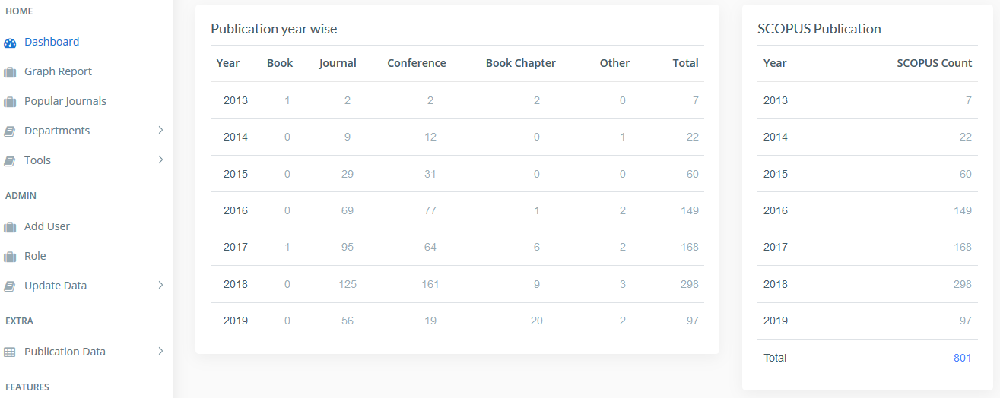 HOME
Dashboard
Graph Report
Popular Journals
Departments
Tools
ADMIN
Add User
Role
Update Data
EXTRA
Publication Data
FEATURES
Publication year wise
Year Book Journal Conference Book Chapter Other Total
2013 1 2 2 2 0 7
2014 0 9 12 0 1 22
2015 0 29 31 0 0 60
2016 0 69 77 1 2 149
2017 1 95 64 6 2 168
2018 0 125 161 9 3 298
2019 0 56 19 20 2 97
SCOPUS Publication
Year SCOPUS Count
2013 7
2014 22
2015 60
2016 149
2017 168
2018 298
2019 97
Total 801